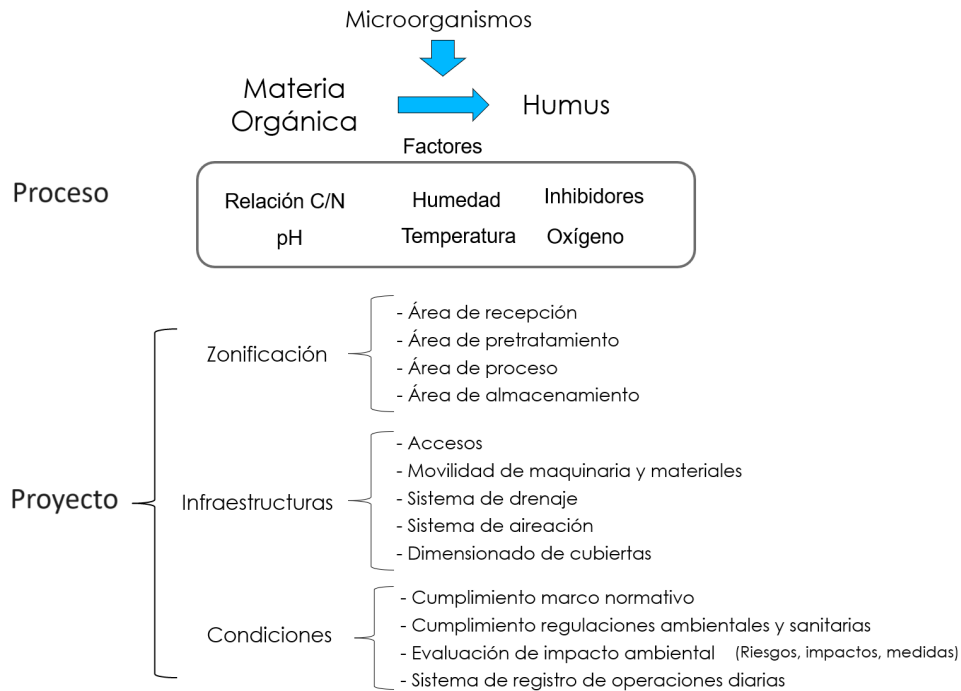 Microorganismos
Materia
Orgánica
Humus
Factores
Proceso
Relación C/N
Humedad
Inhibidores
pH
Temperatura
Oxígeno
Proyecto
Zonificación
- Área de recepción
- Área de pretratamiento
- Área de proceso
- Área de almacenamiento
Infraestructuras
- Accesos
- Movilidad de maquinaria y materiales
- Sistema de drenaje
- Sistema de aireación
- Dimensionado de cubiertas
Condiciones
- Cumplimiento marco normativo
- Cumplimiento regulaciones ambientales y sanitarias
- Evaluación de impacto ambiental (Riesgos, impactos, medidas)
- Sistema de registro de operaciones diarias